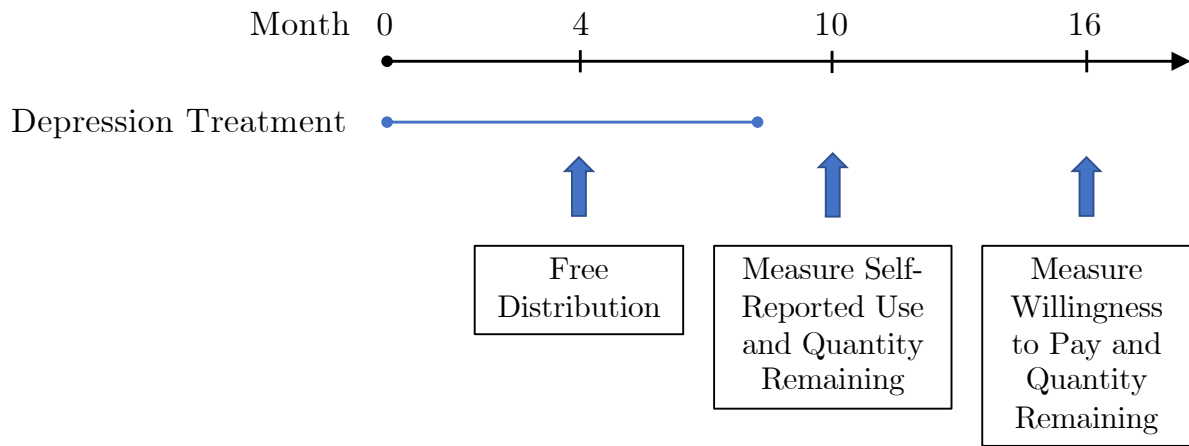 Month 0 4 10 16
Depression Treatment
Free
Distribution
Measure Self-
Reported Use
and Quantity
Remaining
Measure
Willingness
to Pay and
Quantity
Remaining